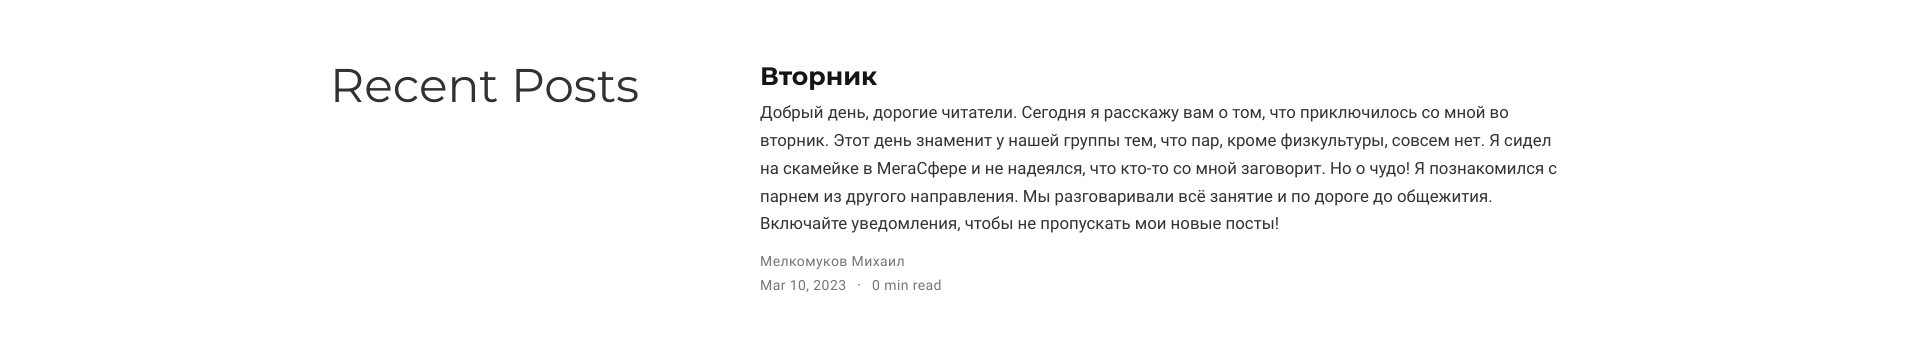 Recent Posts
Вторник
Добрый день, дорогие читатели. Сегодня я расскажу вам о том, что приключилось со мной во
вторник. Этот день знаменит у нашей группы тем, что пар, кроме физкультуры, совсем нет. Я сидел
на скамейке в МегаСфере и не надеялся, что кто-то со мной заговорит. Но о чудо! Я познакомился с
парнем из другого направления. Мы разговаривали всё занятие и по дороге до общежития.
Включайте уведомления, чтобы не пропускать мои новые посты!
Мелкомуков Михаил
Mar 10, 2023 · 0 min read